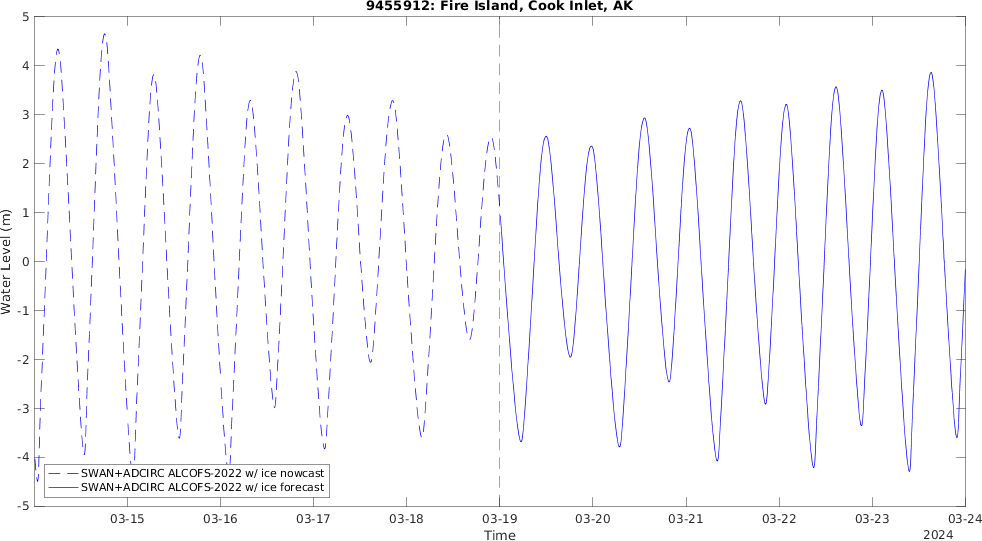 9455912: Fire Island, Cook Inlet, AK
5
4
3
2
1
0
-1
-2
-3
-4
-5
Water Level (m)
SWAN+ADCIRC ALCOFS-2022 w/ ice nowcast
SWAN+ADCIRC ALCOFS-2022 w/ ice forecast
03-15 03-16 03-17 03-18 03-19 03-20 03-21 03-22 03-23 03-24
Time
2024